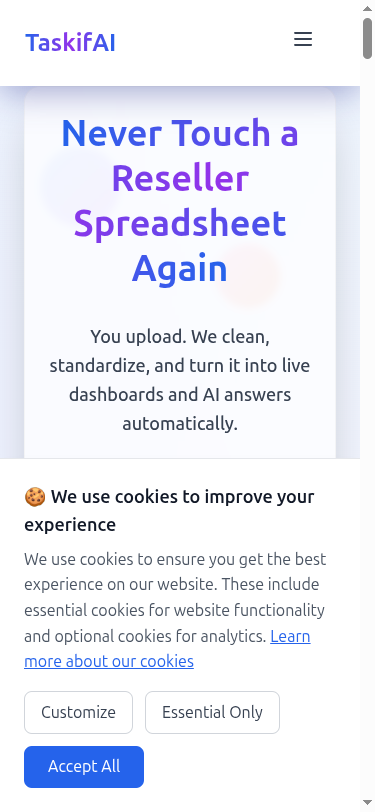 TaskifAI
Never Touch a
Reseller
Spreadsheet
Again
You upload. We clean,
standardize, and turn it into live
dashboards and AI answers
automatically.
🍪 We use cookies to improve your
experience
We use cookies to ensure you get the best
experience on our website. These include
essential cookies for website functionality
and optional cookies for analytics. Learn
more about our cookies
Customize
Essential Only
Accept All